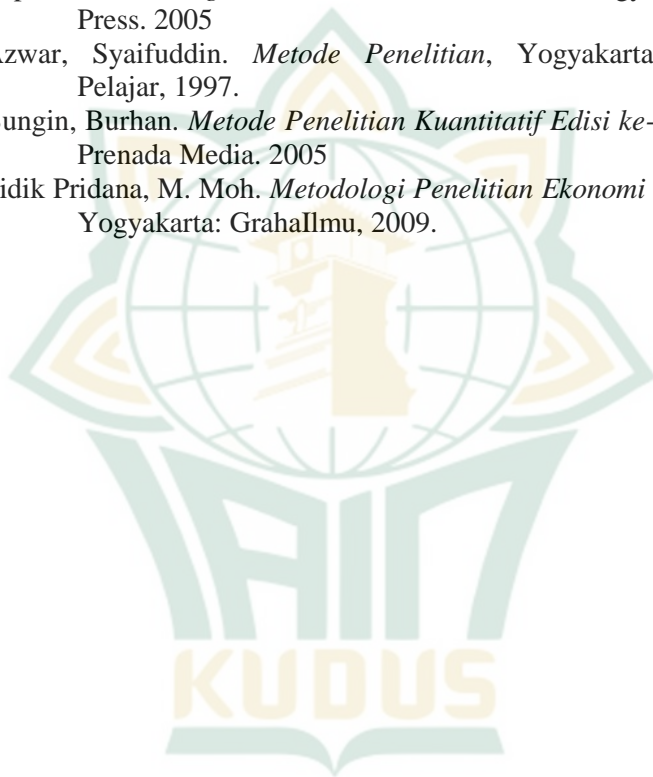 Press. 2005
Azwar, Syaifuddin. Metode Penelitian, Yogyakarta
Pelajar, 1997.
Bungin, Burhan. Metode Penelitian Kuantitatif Edisi ke-
Prenada Media. 2005
idik Pridana, M. Moh. Metodologi Penelitian Ekonomi
Yogyakarta: GrahaIlmu, 2009.
IAIN
KUDUS